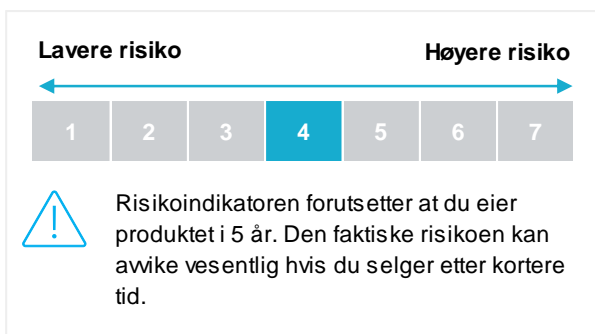 Lavere risiko Høyere risiko
1 2 3 4 5 6 7
Risikoindikatoren forutsetter at du eier
produktet i 5 år. Den faktiske risikoen kan
avvike vesentlig hvis du selger etter kortere
tid.